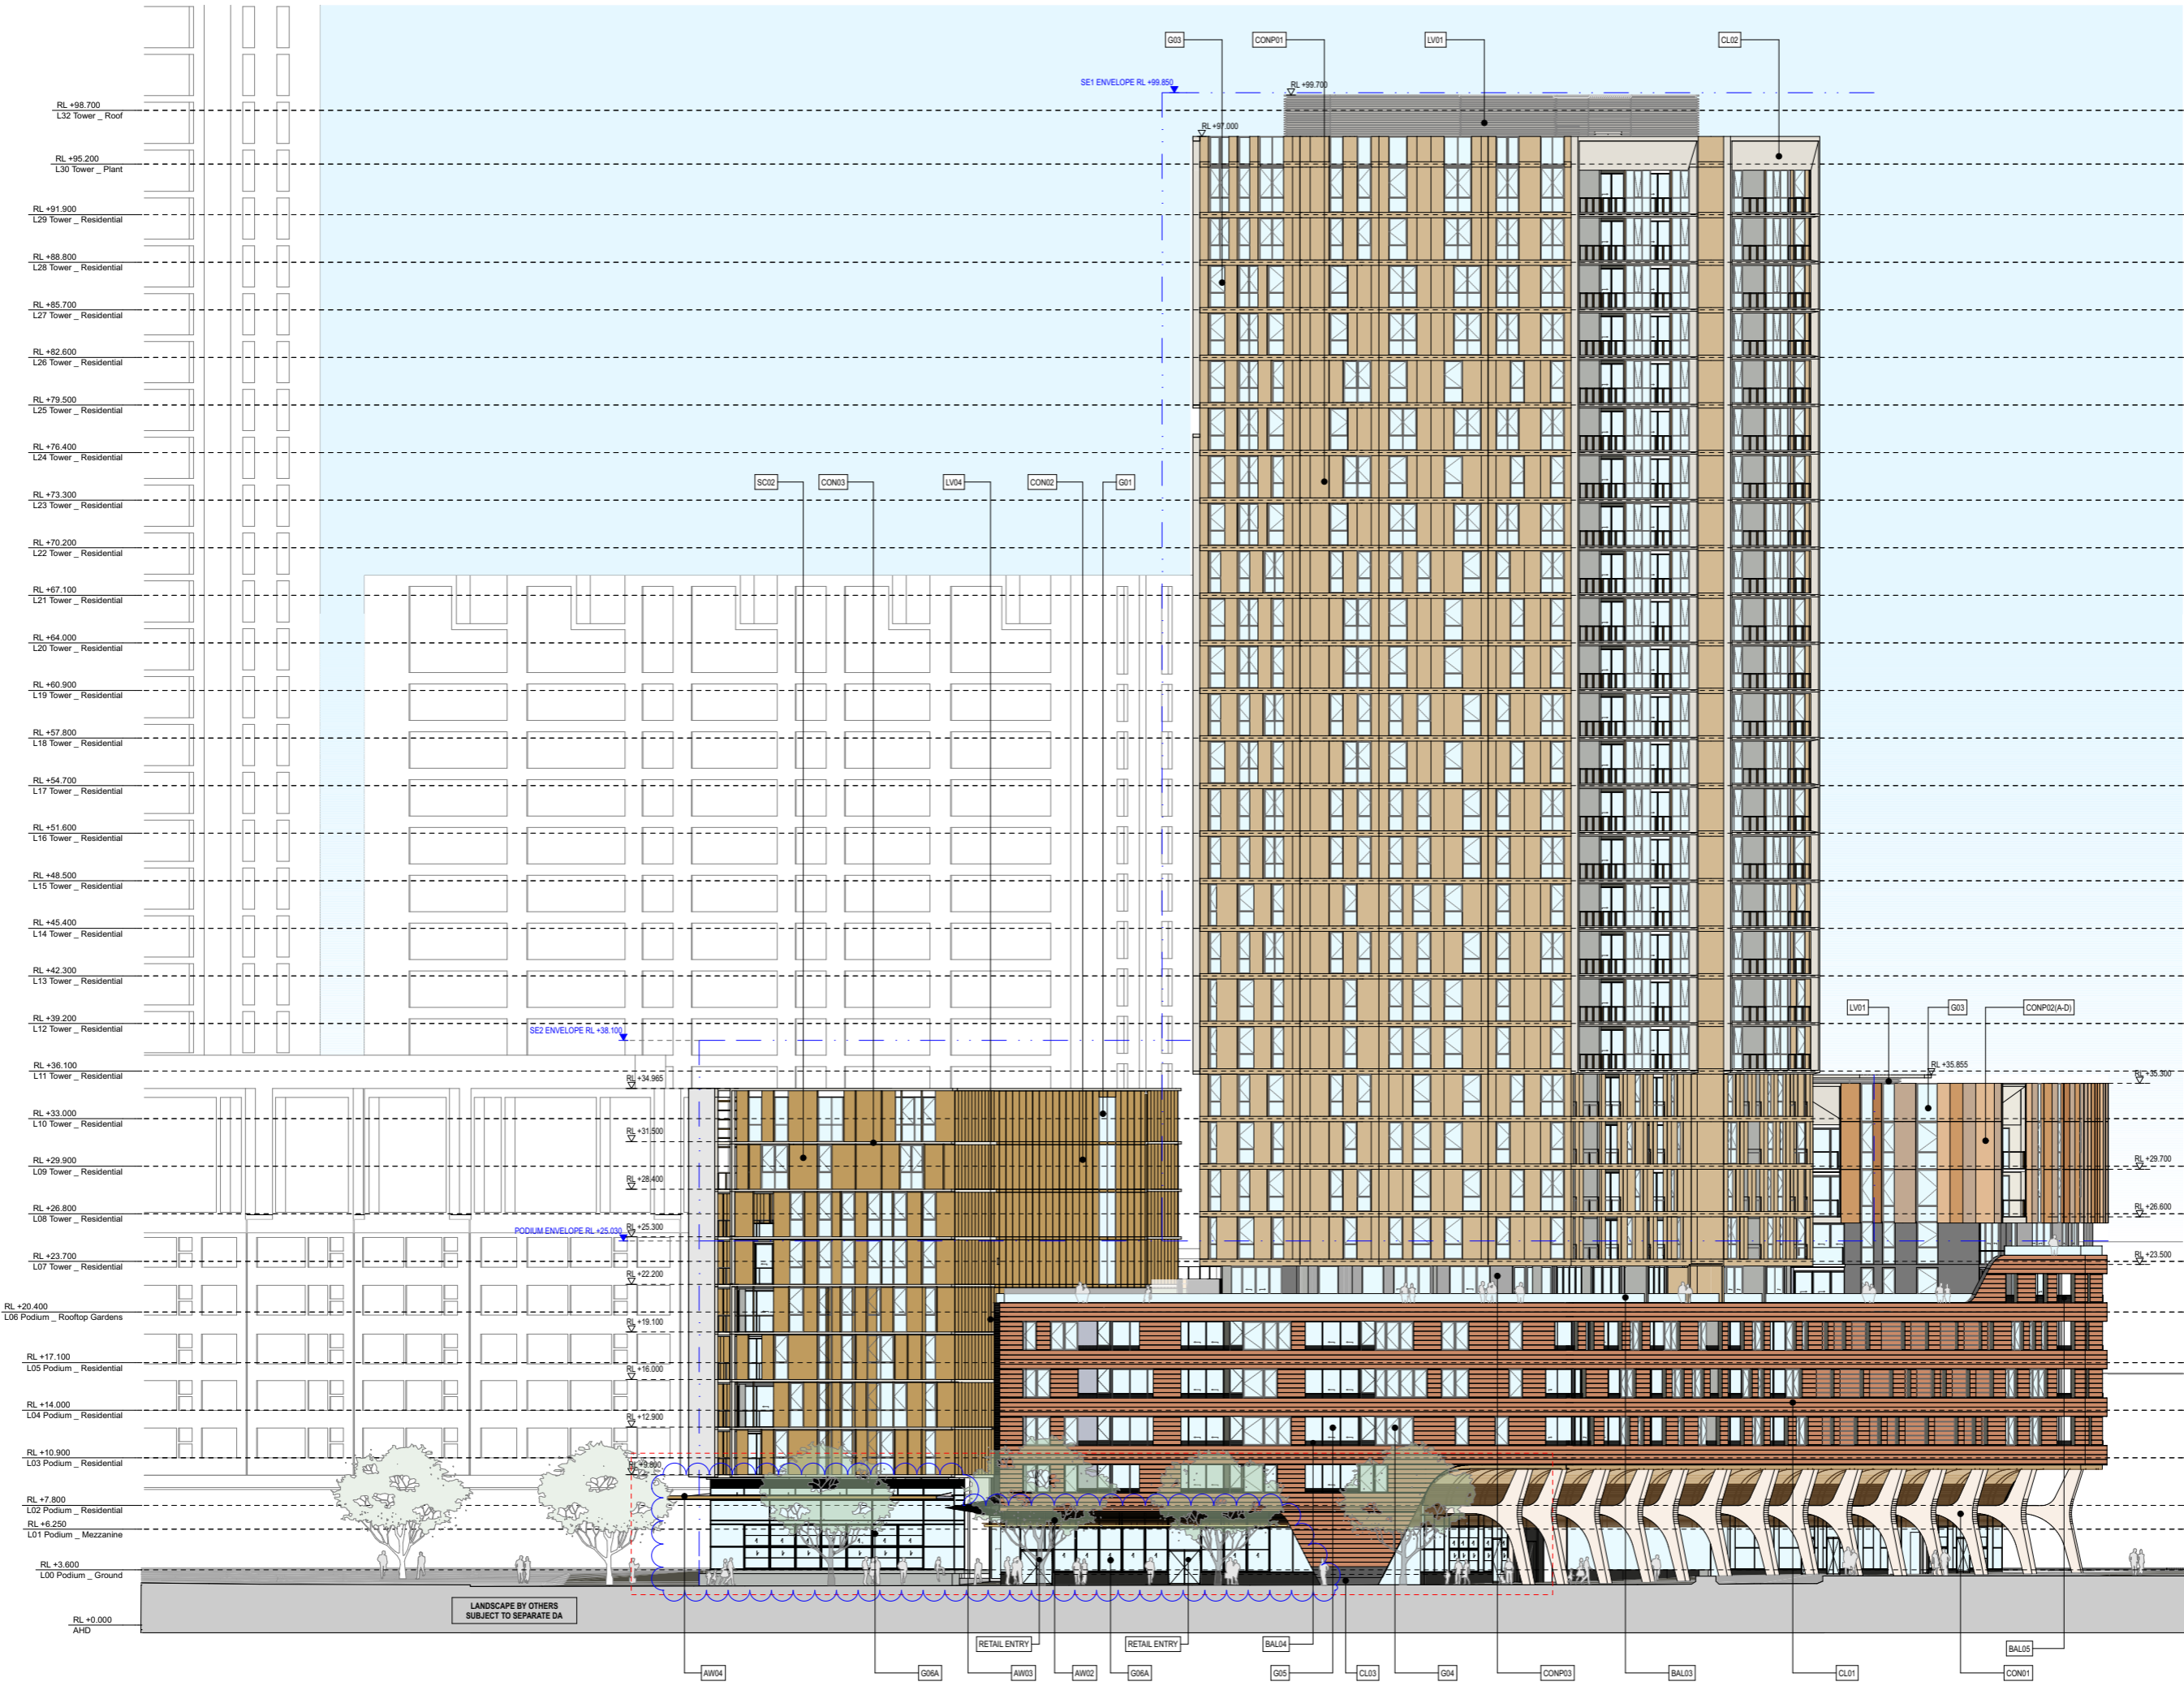 G03
CONP01
LV01
CL02
SE1 ENVELOPE RL +99.850
RL +99.700
RL +98.700
L32 Tower _ Roof
RL +97.000
RL +95.200
L30 Tower _ Plant
RL +91.900
L29 Tower _ Residential
RL +88.800
L28 Tower _ Residential
RL +85.700
L27 Tower _ Residential
RL +82.600
L26 Tower _ Residential
RL +79.500
L25 Tower _ Residential
RL +76.400
L24 Tower _ Residential
SC02
CON03
LV04
CON02
G01
RL +73.300
L23 Tower _ Residential
RL +70.200
L22 Tower _ Residential
RL +67.100
L21 Tower _ Residential
RL +64.000
L20 Tower _ Residential
RL +60.900
L19 Tower _ Residential
RL +57.800
L18 Tower _ Residential
RL +54.700
L17 Tower _ Residential
RL +51.600
L16 Tower _ Residential
RL +48.500
L15 Tower _ Residential
RL +45.400
L14 Tower _ Residential
RL +42.300
L13 Tower _ Residential
LV01
G03
CONP02(A-D)
RL +39.200
L12 Tower _ Residential
SE2 ENVELOPE RL +38.100
RL +36.100
L11 Tower _ Residential
RL +35.855
RL +35.300
RL +34.965
RL +33.000
L10 Tower _ Residential
RL +31.500
RL +29.900
L09 Tower _ Residential
RL +29.700
RL +28.400
RL +26.800
L08 Tower _ Residential
RL +26.600
PODIUM ENVELOPE RL +25.030
RL +25.300
RL +23.700
L07 Tower _ Residential
RL +23.500
RL +22.200
RL +20.400
L06 Podium _ Rooftop Gardens
RL +19.100
RL +17.100
L05 Podium _ Residential
RL +16.000
RL +14.000
L04 Podium _ Residential
RL +12.900
RL +10.900
L03 Podium _ Residential
RL +9.800
RL +7.800
L02 Podium _ Residential
RL +6.250
L01 Podium _ Mezzanine
RL +3.600
L00 Podium _ Ground
LANDSCAPE BY OTHERS
SUBJECT TO SEPARATE DA
RL +0.000
AHD
RETAIL ENTRY
RETAIL ENTRY
BAL04
BAL05
AW04
G06A
AW03
AW02
G06A
G05
CL03
G04
CONP03
BAL03
CL01
CON01